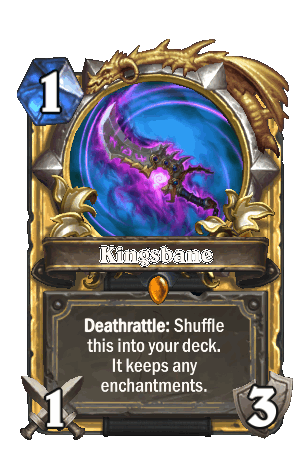 1
Kingsbane
Deathrattle: Shuffle
this into your deck.
It keeps any
enchantments.
1
3